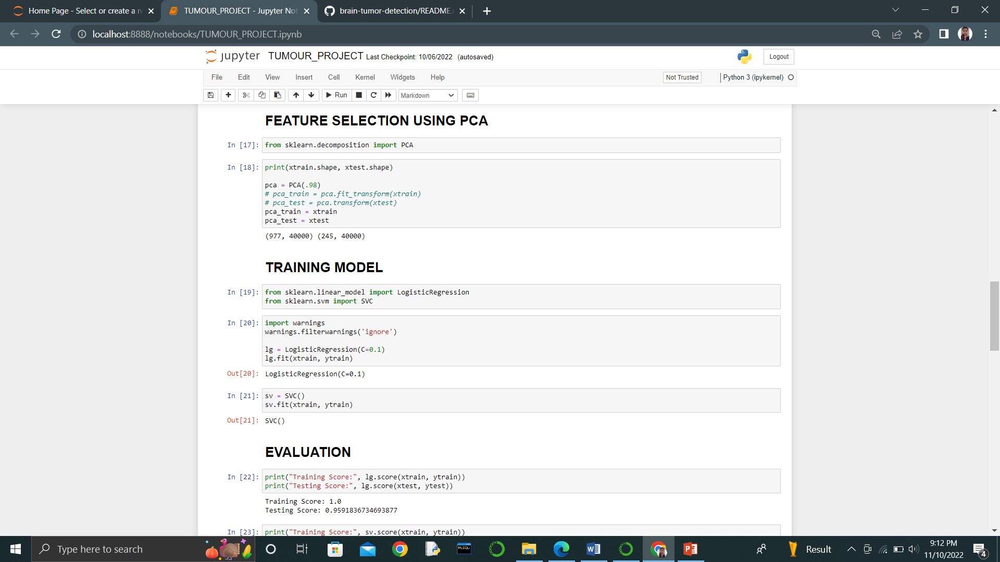 Home Page - Select or create a n
TUMOUR_PROJECT - Jupyter Not
brain-tumor-detection/README.r
localhost:8888/notebooks/TUMOUR_PROJECT.ipynb
jupyter TUMOUR_PROJECT Last Checkpoint: 10/06/2022 (autosaved)
Logout
File Edit View Insert Cell Kernel Widgets Help
Not Trusted
Python 3 (ipykernel)
Run
Markdown
FEATURE SELECTION USING PCA
In [17]: from sklearn.decomposition import PCA
In [18]: print(xtrain.shape, xtest.shape)
pca = PCA(.98)
# pca_train = pca.fit_transform(xtrain)
# pca_test = pca.transform(xtest)
pca_train = xtrain
pca_test = xtest
(977, 40000) (245, 40000)
TRAINING MODEL
In [19]: from sklearn.linear_model import LogisticRegression
from sklearn.svm import SVC
In [20]: import warnings
warnings.filterwarnings('ignore')
lg = LogisticRegression(C=0.1)
lg.fit(xtrain, ytrain)
Out[20]: LogisticRegression(C=0.1)
In [21]: sv = SVC()
sv.fit(xtrain, ytrain)
Out[21]: SVC()
EVALUATION
In [22]: print("Training Score:", lg.score(xtrain, ytrain))
print("Testing Score:", lg.score(xtest, ytest))
Training Score: 1.0
Testing Score: 0.9591836734693877
In [23]: print("Training Score:", sv.score(xtrain, ytrain))
Type here to search
MySQL
Result
9:12 PM
11/10/2022
4